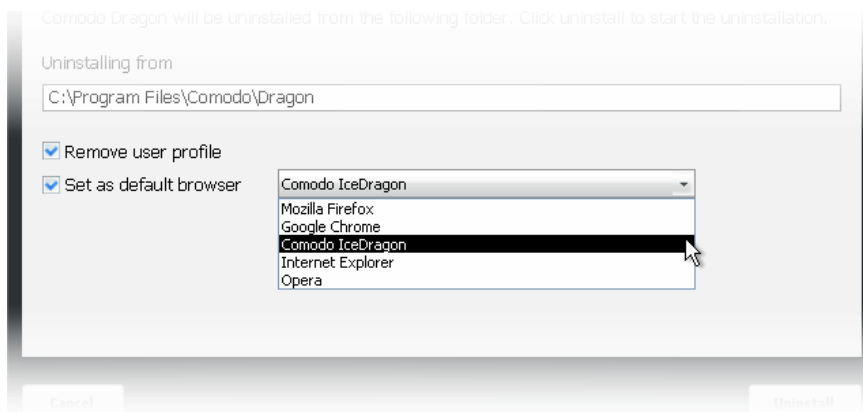 Comodo Dragon will be uninstalled from the following folder. Click uninstall to start the uninstallation.
Uninstalling from
C:\Program Files\Comodo\Dragon
Remove user profile
Set as default browser Comodo IceDragon
Mozilla Firefox
Google Chrome
Comodo IceDragon
Internet Explorer
Opera
Cancel Uninstall